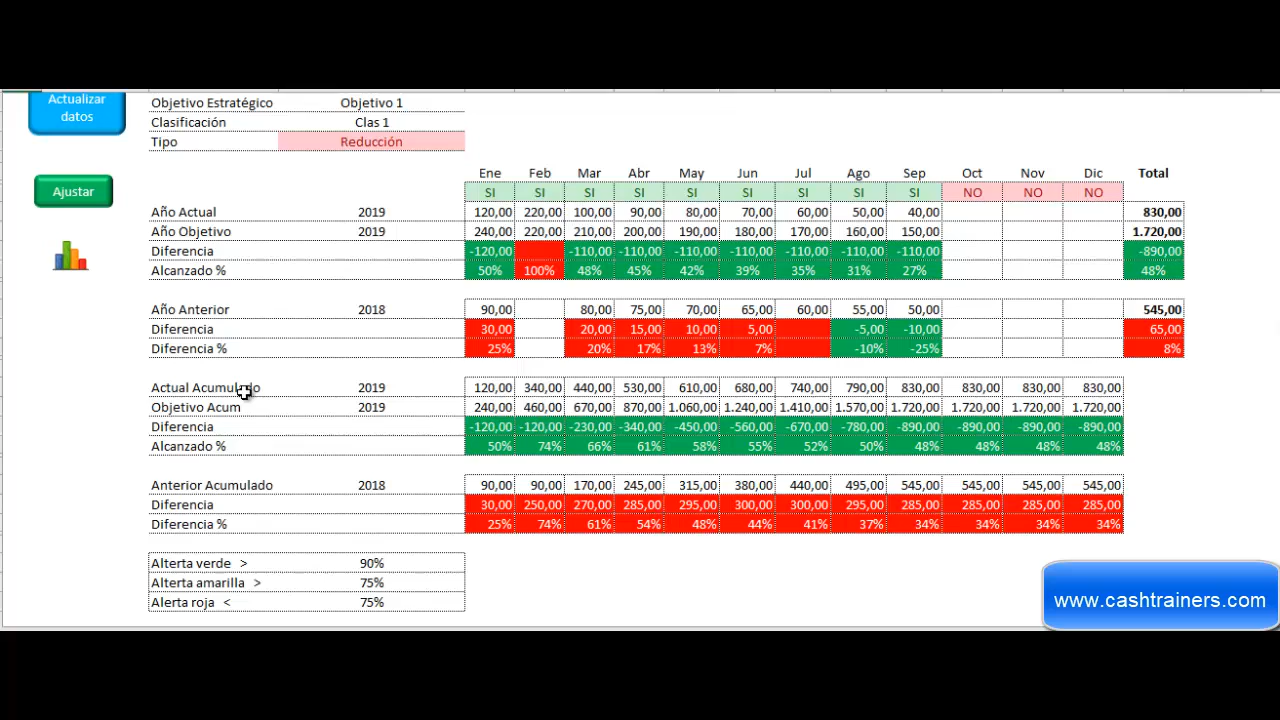 Actualizar
datos
Objetivo Estratégico Objetivo 1
Clasificación Clas 1
Tipo Reducción
Ajustar
Ene Feb Mar Abr May Jun Jul Ago Sep Oct Nov Dic Total
SI SI SI SI SI SI SI SI SI NO NO NO
Año Actual 2019 120,00 220,00 100,00 90,00 80,00 70,00 60,00 50,00 40,00 830,00
Año Objetivo 2019 240,00 220,00 210,00 200,00 190,00 180,00 170,00 160,00 150,00 1.720,00
Diferencia -120,00 -110,00 -110,00 -110,00 -110,00 -110,00 -110,00 -110,00 -890,00
Alcanzado % 50% 100% 48% 45% 42% 39% 35% 31% 27% 48%
Año Anterior 2018 90,00 80,00 75,00 70,00 65,00 60,00 55,00 50,00 545,00
Diferencia 30,00 20,00 15,00 10,00 5,00 -5,00 -10,00 65,00
Diferencia % 25% 20% 17% 13% 7% -10% -25% 8%
Actual Acumulado 2019 120,00 340,00 440,00 530,00 610,00 680,00 740,00 790,00 830,00 830,00 830,00 830,00
Objetivo Acum 2019 240,00 460,00 670,00 870,00 1.060,00 1.240,00 1.410,00 1.570,00 1.720,00 1.720,00 1.720,00 1.720,00
Diferencia -120,00 -120,00 -230,00 -340,00 -450,00 -560,00 -670,00 -780,00 -890,00 -890,00 -890,00 -890,00
Alcanzado % 50% 74% 66% 61% 58% 55% 52% 50% 48% 48% 48% 48%
Anterior Acumulado 2018 90,00 90,00 170,00 245,00 315,00 380,00 440,00 495,00 545,00 545,00 545,00 545,00
Diferencia 30,00 250,00 270,00 285,00 295,00 300,00 300,00 295,00 285,00 285,00 285,00 285,00
Diferencia % 25% 74% 61% 54% 48% 44% 41% 37% 34% 34% 34% 34%
Alterta verde > 90%
Alterta amarilla > 75%
Alerta roja < 75%
www.cashtrainers.com